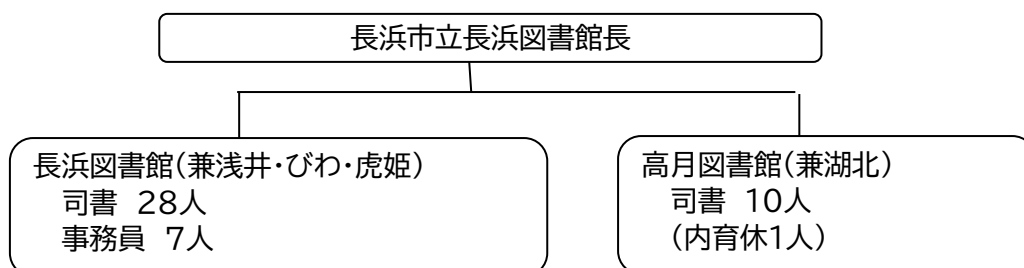 長浜市立長浜図書館長
長浜図書館(兼浅井・びわ・虎姫)
司書　28人
事務員　7人
高月図書館(兼湖北)
司書　10人
(内育休1人)